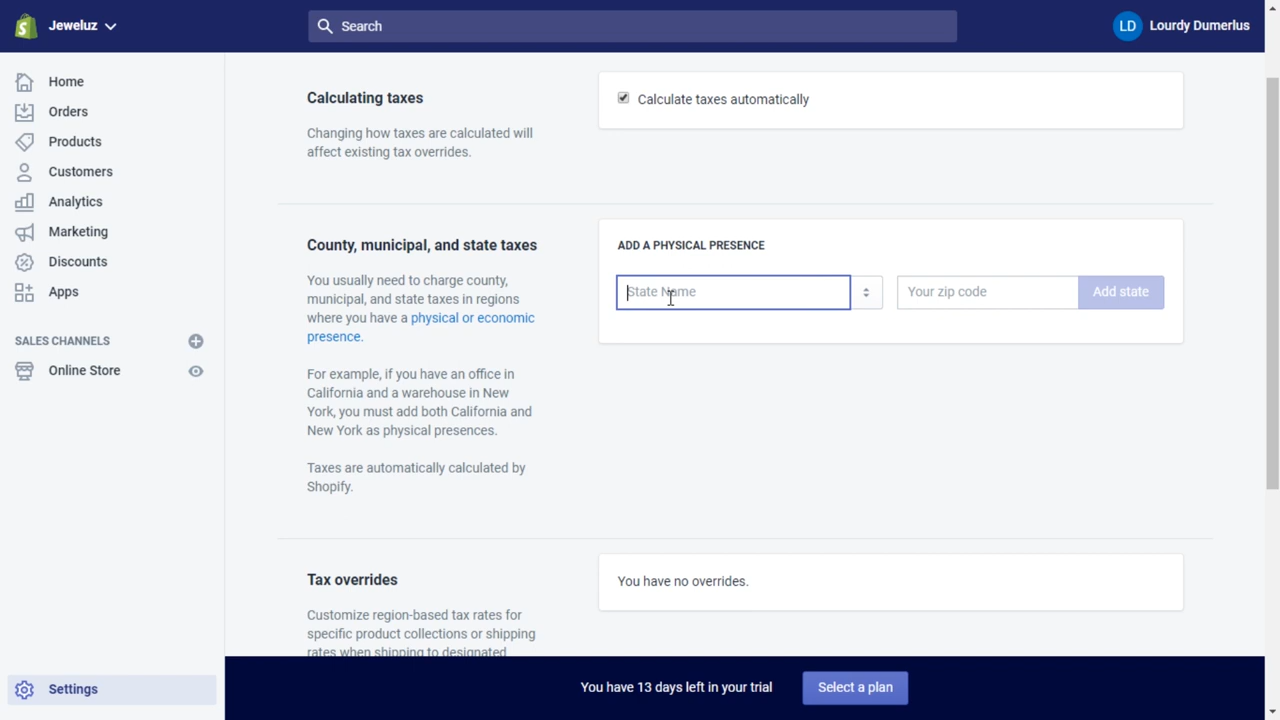 Jeweluz
Search
LD
Lourdy Dumerlus
Home
Orders
Products
Customers
Analytics
Marketing
Discounts
Apps
SALES CHANNELS
Online Store
Settings
Calculating taxes
Changing how taxes are calculated will
affect existing tax overrides.
Calculate taxes automatically
County, municipal, and state taxes
You usually need to charge county,
municipal, and state taxes in regions
where you have a physical or economic
presence.
For example, if you have an office in
California and a warehouse in New
York, you must add both California and
New York as physical presences.
Taxes are automatically calculated by
Shopify.
ADD A PHYSICAL PRESENCE
State Name
Your zip code
Add state
Tax overrides
Customize region-based tax rates for
specific product collections or shipping
rates when shipping to designated
You have no overrides.
You have 13 days left in your trial
Select a plan